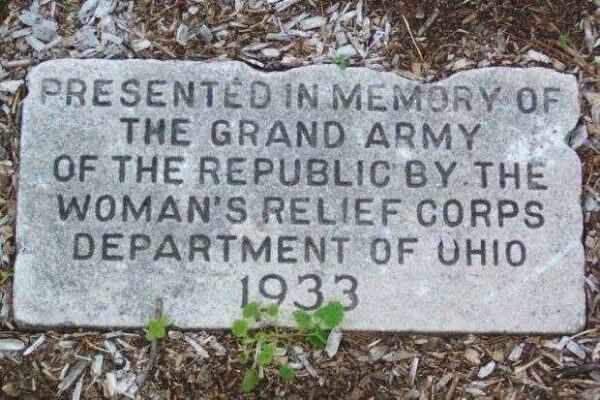 PRESENTED IN MEMORY OF
THE GRAND ARMY
OF THE REPUBLIC BY THE
WOMAN'S RELIEF CORPS
DEPARTMENT OF OHIO
1933